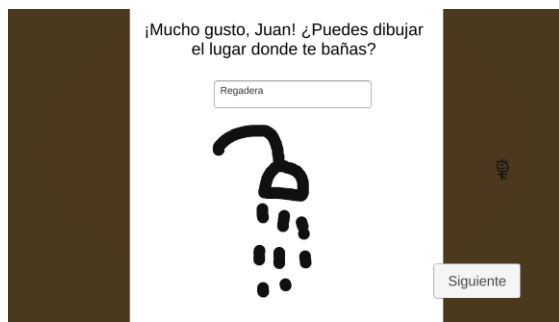 ¡Mucho gusto, Juan! ¿Puedes dibujar
el lugar donde te bañas?
Regadera
Siguiente